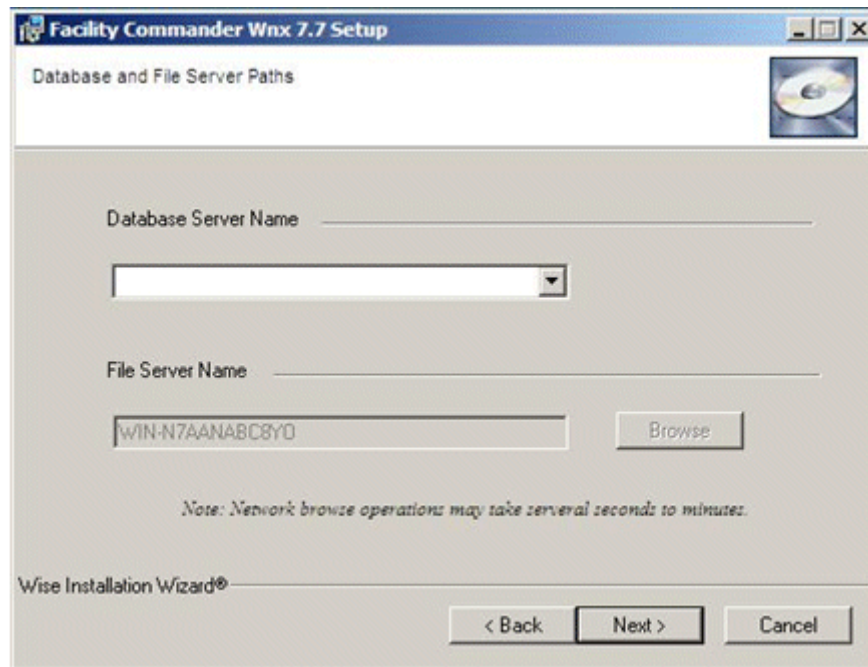 Facility Commander Wnx 7.7 Setup
Database and File Server Paths
Database Server Name
File Server Name
WIN-N7AANABC8YO
Browse
Note: Network browse operations may take serveral seconds to minutes.
Wise Installation Wizard®
< Back Next > Cancel